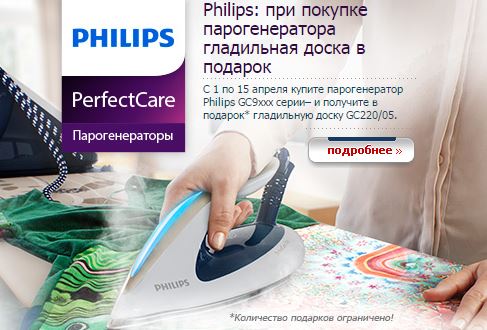 PHILIPS
PerfectCare
Парогенераторы
Philips: при покупке
парогенератора
гладильная доска в
подарок
С 1 по 15 апреля купите парогенератор
Philips GC9xxx серии– и получите в
подарок* гладильную доску GC220/05.
подробнее »
PHILIPS
*Количество подарков ограничено!